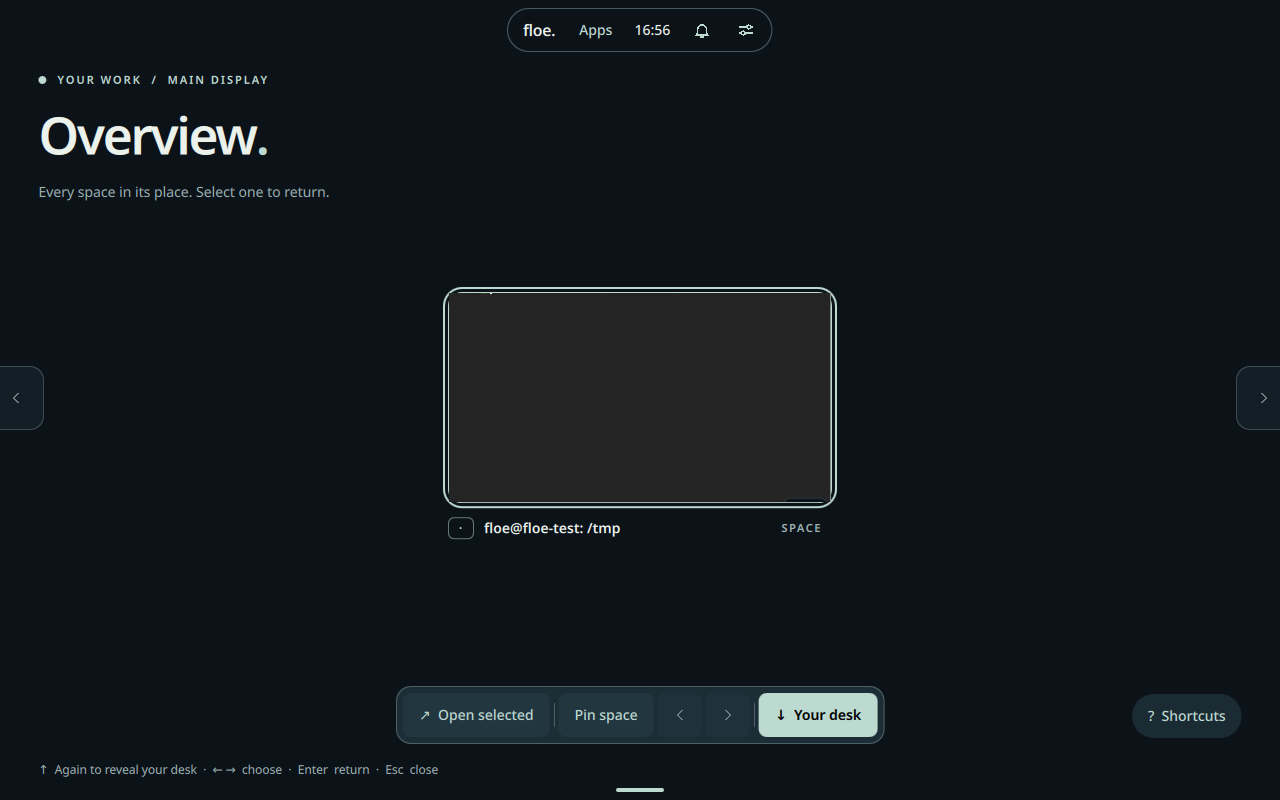 floe. Apps 16:56
YOUR WORK / MAIN DISPLAY
Overview.
Every space in its place. Select one to return.
floe@floe-test: /tmp SPACE
↗ Open selected Pin space ↓ Your desk
? Shortcuts
↑ Again to reveal your desk · ←→ choose · Enter return · Esc close